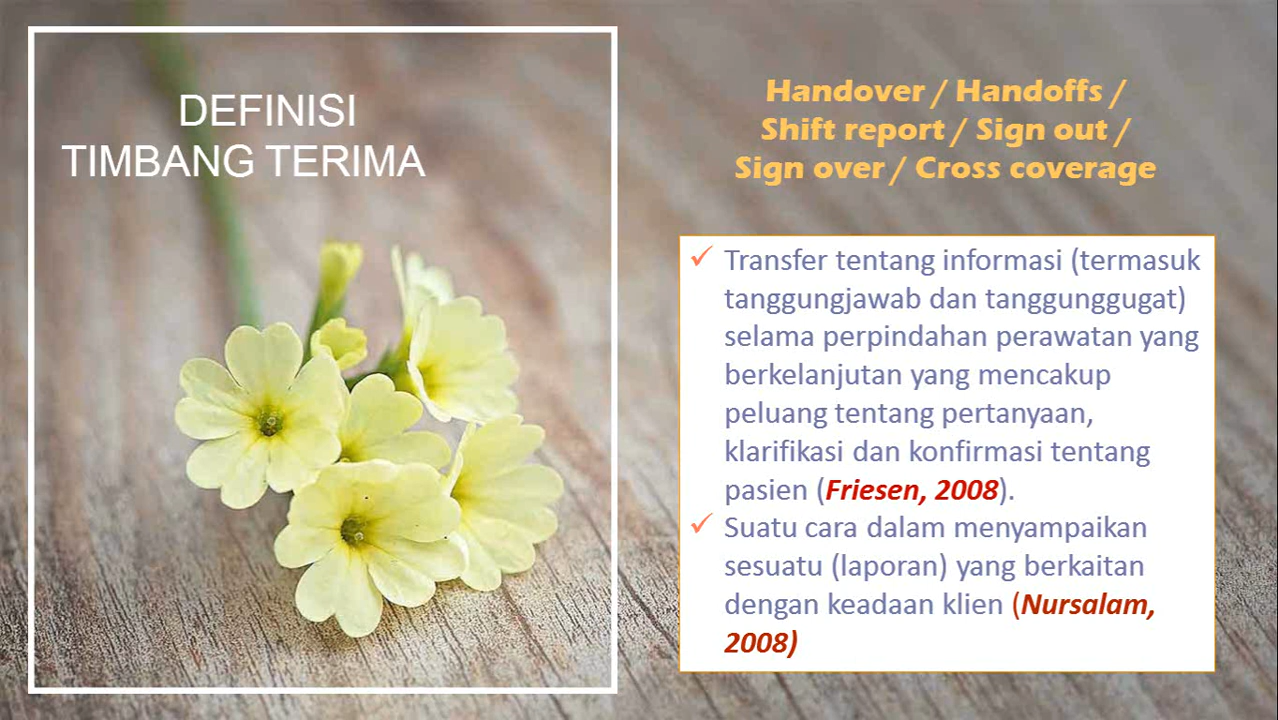 DEFINISI
TIMBANG TERIMA
Handover / Handoffs /
Shift report / Sign out /
Sign over / Cross coverage
✓ Transfer tentang informasi (termasuk
tanggungjawab dan tanggunggugat)
selama perpindahan perawatan yang
berkelanjutan yang mencakup
peluang tentang pertanyaan,
klarifikasi dan konfirmasi tentang
pasien (Friesen, 2008).
✓ Suatu cara dalam menyampaikan
sesuatu (laporan) yang berkaitan
dengan keadaan klien (Nursalam,
2008)